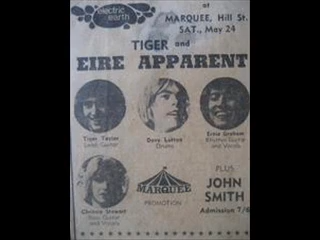 electric
earth
at
MARQUEE, Hill St.
SAT., May 24
TIGER and
EIRE APPARENT
Tiger Taylor
Lead Guitar
Dave Lutton
Drums
Ernie Graham
Rhythm Guitar
and Vocals
Chrissie Stewart
Bass Guitar
and Vocals
MARQUEE
PROMOTION
PLUS
JOHN
SMITH
Admission 7/6